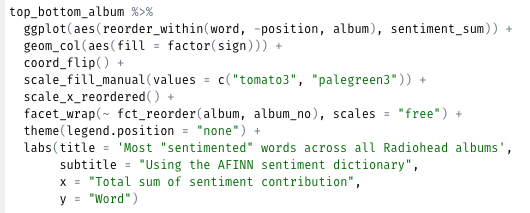 top_bottom_album %>%
  ggplot(aes(reorder_within(word, -position, album), sentiment_sum)) +
  geom_col(aes(fill = factor(sign))) +
  coord_flip() +
  scale_fill_manual(values = c("tomato3", "palegreen3")) +
  scale_x_reordered() +
  facet_wrap(~ fct_reorder(album, album_no), scales = "free") +
  theme(legend.position = "none") +
  labs(title = 'Most "sentimented" words across all Radiohead albums',
       subtitle = "Using the AFINN sentiment dictionary",
       x = "Total sum of sentiment contribution",
       y = "Word")